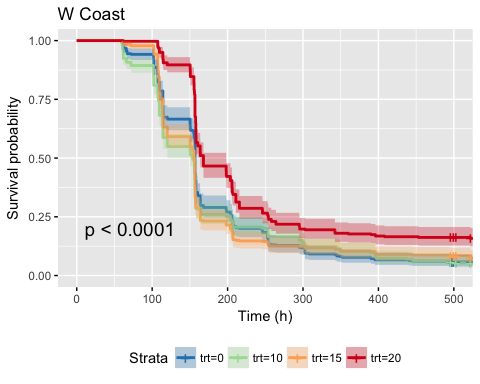 W Coast
Survival probability
1.00
0.75
0.50
0.25
0.00
p < 0.0001
0 100 200 300 400 500
Time (h)
Strata trt=0 trt=10 trt=15 trt=20